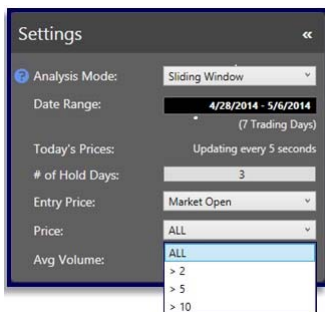 Settings «
? Analysis Mode: Sliding Window
Date Range: 4/28/2014 - 5/6/2014
(7 Trading Days)
Today's Prices: Updating every 5 seconds
# of Hold Days: 3
Entry Price: Market Open
Price: ALL
ALL
Avg Volume: > 2
> 5
> 10